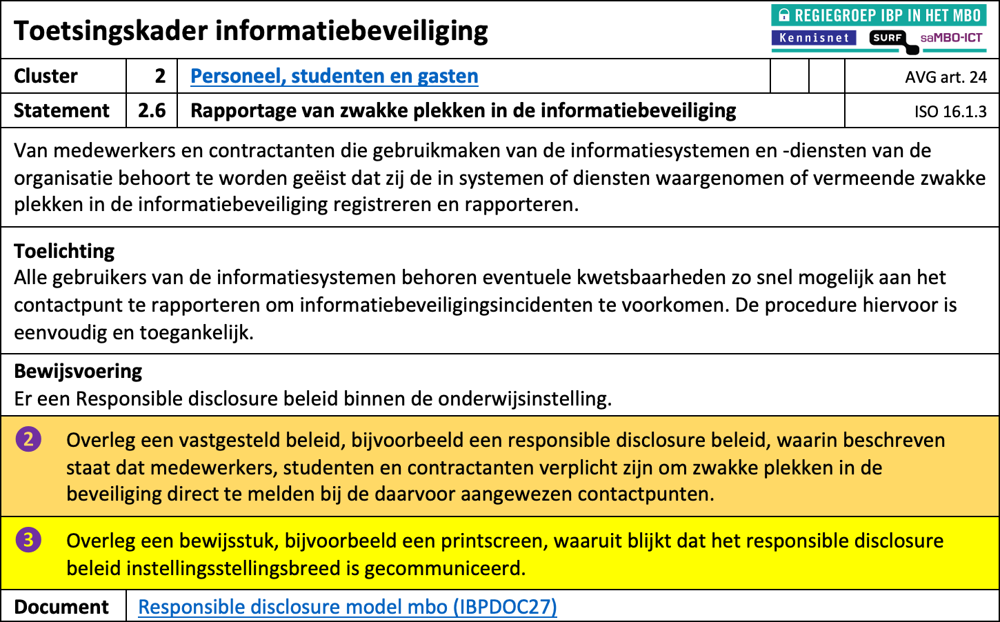 Toetsingskader informatiebeveiliging
REGIEGROEP IBP IN HET MBO
Kennisnet SURF saMBO-ICT
Cluster 2 Personeel, studenten en gasten AVG art. 24
Statement 2.6 Rapportage van zwakke plekken in de informatiebeveiliging ISO 16.1.3
Van medewerkers en contractanten die gebruikmaken van de informatiesystemen en -diensten van de
organisatie behoort te worden geëist dat zij de in systemen of diensten waargenomen of vermeende zwakke
plekken in de informatiebeveiliging registreren en rapporteren.
Toelichting
Alle gebruikers van de informatiesystemen behoren eventuele kwetsbaarheden zo snel mogelijk aan het
contactpunt te rapporteren om informatiebeveiligingsincidenten te voorkomen. De procedure hiervoor is
eenvoudig en toegankelijk.
Bewijsvoering
Er een Responsible disclosure beleid binnen de onderwijsinstelling.
2 Overleg een vastgesteld beleid, bijvoorbeeld een responsible disclosure beleid, waarin beschreven
staat dat medewerkers, studenten en contractanten verplicht zijn om zwakke plekken in de
beveiliging direct te melden bij de daarvoor aangewezen contactpunten.
3 Overleg een bewijsstuk, bijvoorbeeld een printscreen, waaruit blijkt dat het responsible disclosure
beleid instellingsstellingsbreed is gecommuniceerd.
Document Responsible disclosure model mbo (IBPDOC27)